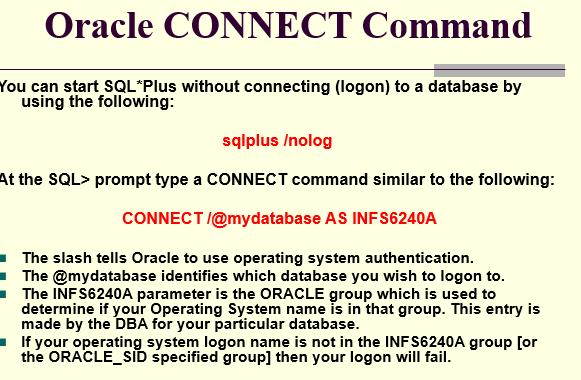 Oracle CONNECT Command
You can start SQL*Plus without connecting (logon) to a database by
using the following:
sqlplus /nolog
At the SQL> prompt type a CONNECT command similar to the following:
CONNECT /@mydatabase AS INFS6240A
The slash tells Oracle to use operating system authentication.
The @mydatabase identifies which database you wish to logon to.
The INFS6240A parameter is the ORACLE group which is used to
determine if your Operating System name is in that group. This entry is
made by the DBA for your particular database.
If your operating system logon name is not in the INFS6240A group [or
the ORACLE_SID specified group] then your logon will fail.